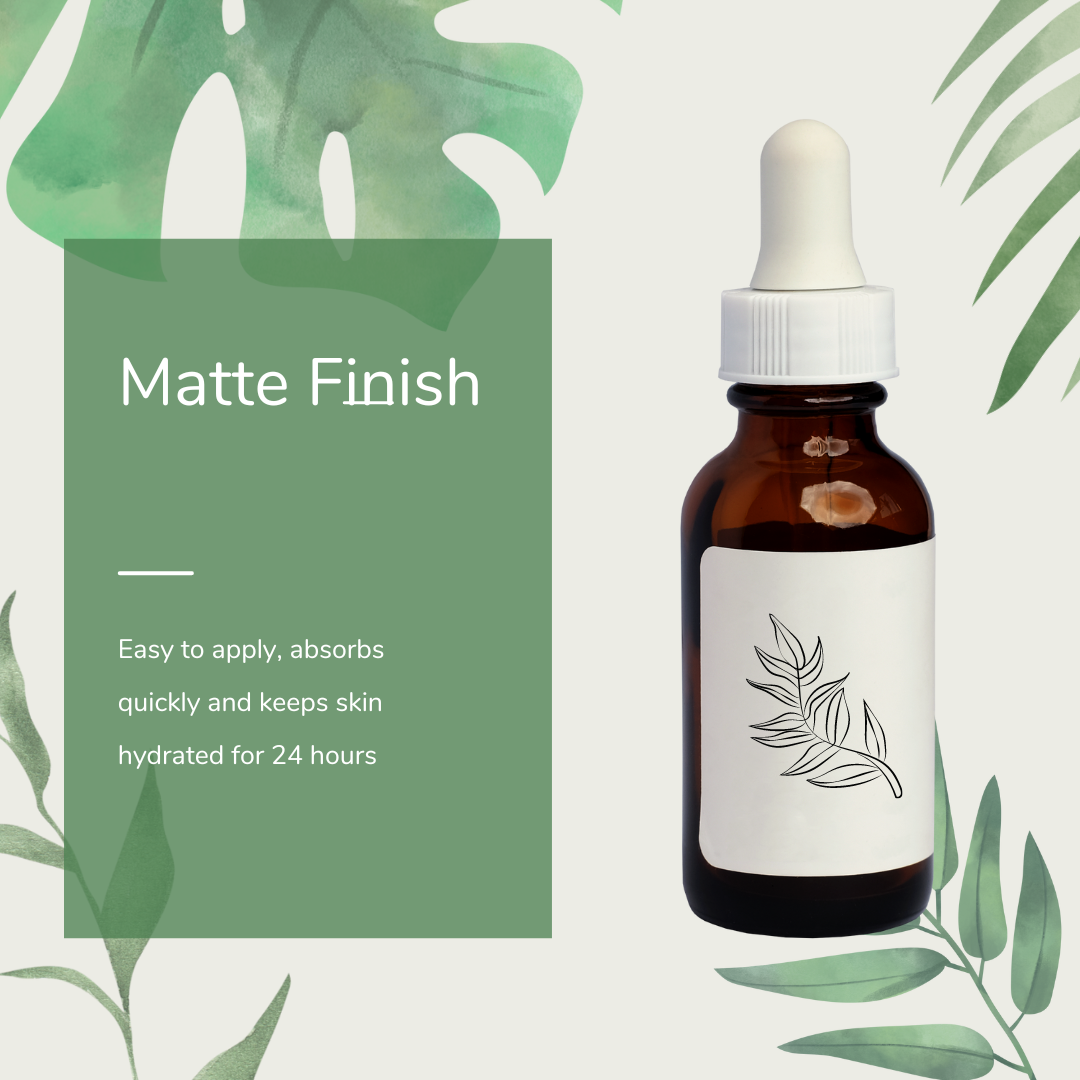 Matte Finish
Easy to apply, absorbs
quickly and keeps skin
hydrated for 24 hours